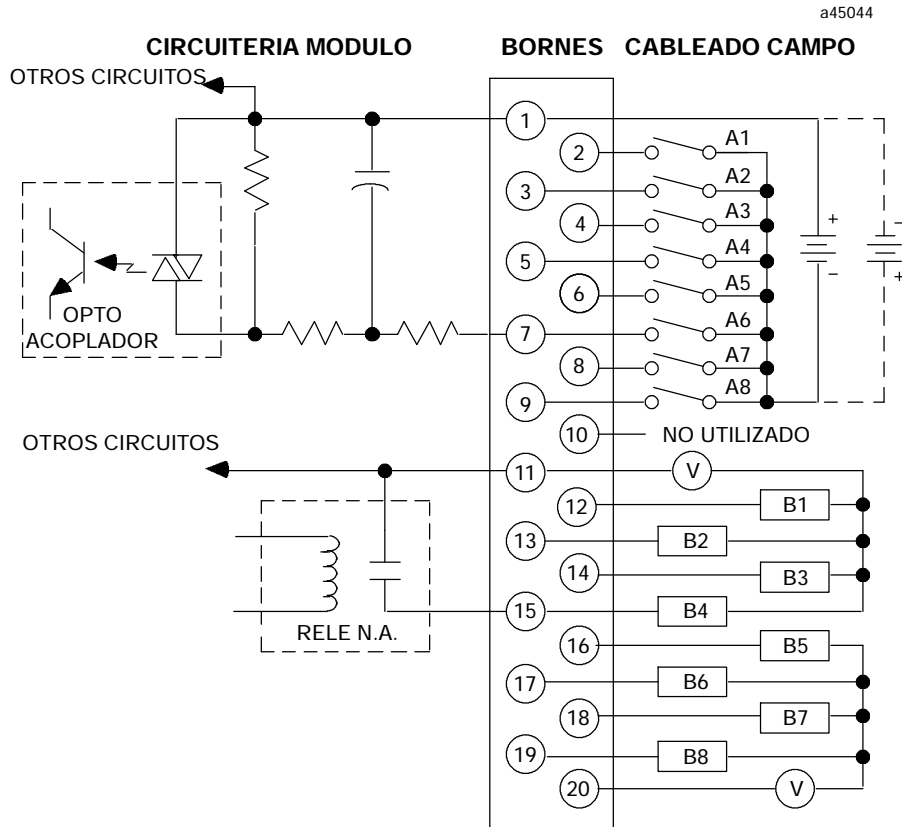 a45044
CIRCUITERIA MODULO BORNES CABLEADO CAMPO
OTROS CIRCUITOS
1
2 A1
3 A2
4 A3
5 A4
6 A5
7 A6
8 A7
9 A8
+ − − +
OPTO
ACOPLADOR
10 NO UTILIZADO
OTROS CIRCUITOS
11 V
12 B1
13 B2
14 B3
15 B4
RELE N.A.
16 B5
17 B6
18 B7
19 B8
20 V